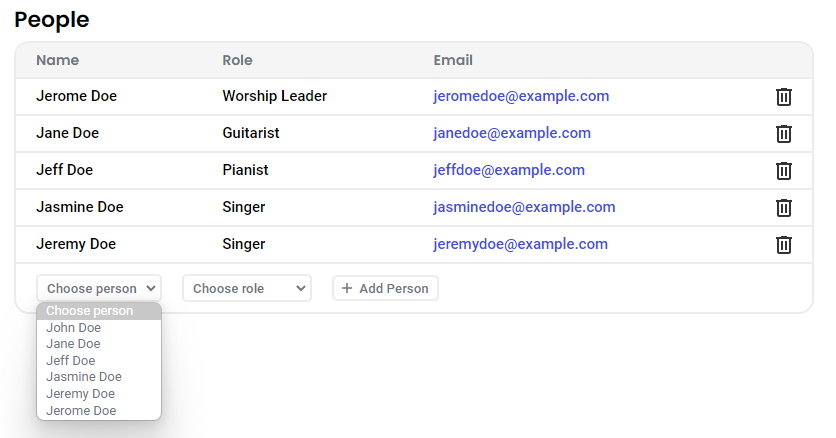 People
Name Role Email
Jerome Doe Worship Leader jeromedoe@example.com
Jane Doe Guitarist janedoe@example.com
Jeff Doe Pianist jeffdoe@example.com
Jasmine Doe Singer jasminedoe@example.com
Jeremy Doe Singer jeremydoe@example.com
Choose person Choose role + Add Person
Choose person
John Doe
Jane Doe
Jeff Doe
Jasmine Doe
Jeremy Doe
Jerome Doe